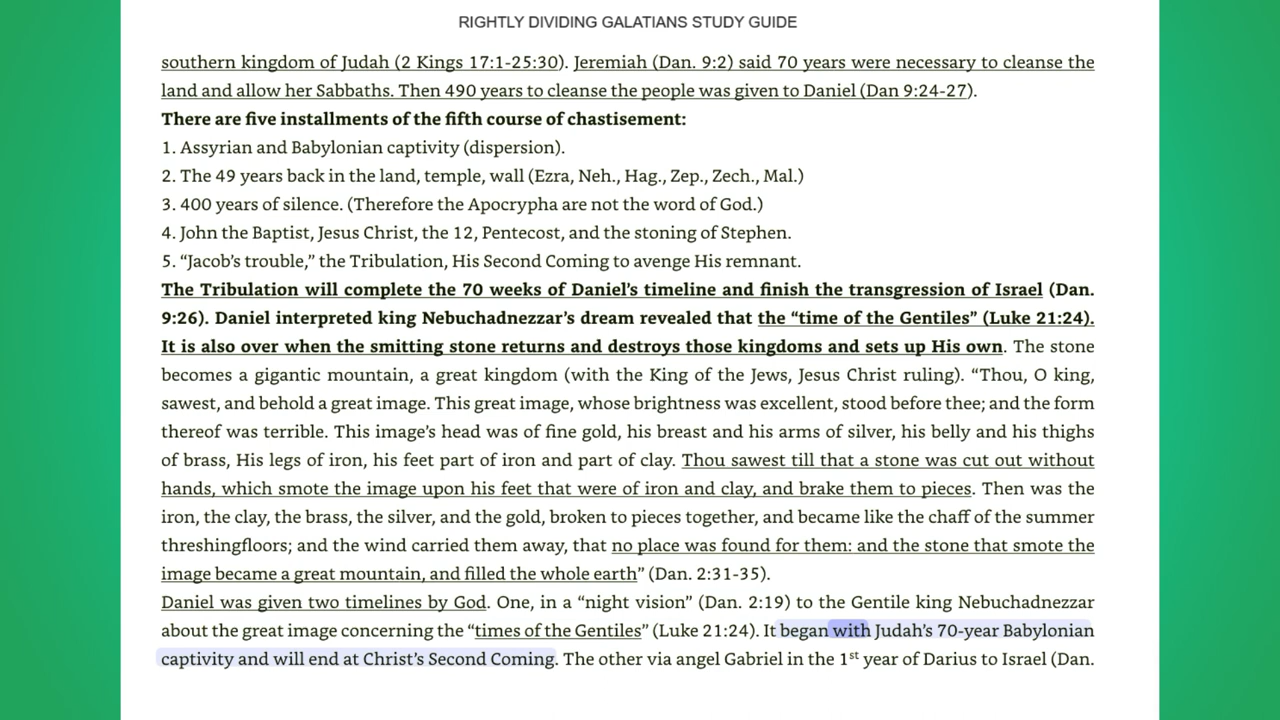 RIGHTLY DIVIDING GALATIANS STUDY GUIDE
southern kingdom of Judah (2 Kings 17:1-25:30). Jeremiah (Dan. 9:2) said 70 years were necessary to cleanse the
land and allow her Sabbaths. Then 490 years to cleanse the people was given to Daniel (Dan 9:24-27).
There are five installments of the fifth course of chastisement:
1. Assyrian and Babylonian captivity (dispersion).
2. The 49 years back in the land, temple, wall (Ezra, Neh., Hag., Zep., Zech., Mal.)
3. 400 years of silence. (Therefore the Apocrypha are not the word of God.)
4. John the Baptist, Jesus Christ, the 12, Pentecost, and the stoning of Stephen.
5. “Jacob’s trouble,” the Tribulation, His Second Coming to avenge His remnant.
The Tribulation will complete the 70 weeks of Daniel’s timeline and finish the transgression of Israel (Dan.
9:26). Daniel interpreted king Nebuchadnezzar’s dream revealed that the “time of the Gentiles” (Luke 21:24).
It is also over when the smitting stone returns and destroys those kingdoms and sets up His own. The stone
becomes a gigantic mountain, a great kingdom (with the King of the Jews, Jesus Christ ruling). “Thou, O king,
sawest, and behold a great image. This great image, whose brightness was excellent, stood before thee; and the form
thereof was terrible. This image’s head was of fine gold, his breast and his arms of silver, his belly and his thighs
of brass, His legs of iron, his feet part of iron and part of clay. Thou sawest till that a stone was cut out without
hands, which smote the image upon his feet that were of iron and clay, and brake them to pieces. Then was the
iron, the clay, the brass, the silver, and the gold, broken to pieces together, and became like the chaff of the summer
threshingfloors; and the wind carried them away, that no place was found for them: and the stone that smote the
image became a great mountain, and filled the whole earth” (Dan. 2:31-35).
Daniel was given two timelines by God. One, in a “night vision” (Dan. 2:19) to the Gentile king Nebuchadnezzar
about the great image concerning the “times of the Gentiles” (Luke 21:24). It began with Judah’s 70-year Babylonian
captivity and will end at Christ’s Second Coming. The other via angel Gabriel in the 1st year of Darius to Israel (Dan.